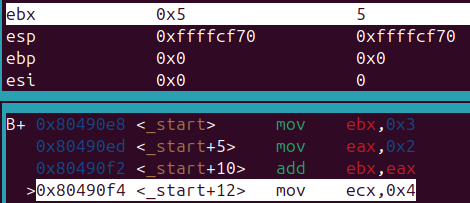 ebx 0x5 5
esp 0xffffcf70 0xffffcf70
ebp 0x0 0x0
esi 0x0 0
B+ 0x80490e8 <_start> mov ebx,0x3
0x80490ed <_start+5> mov eax,0x2
0x80490f2 <_start+10> add ebx,eax
>0x80490f4 <_start+12> mov ecx,0x4